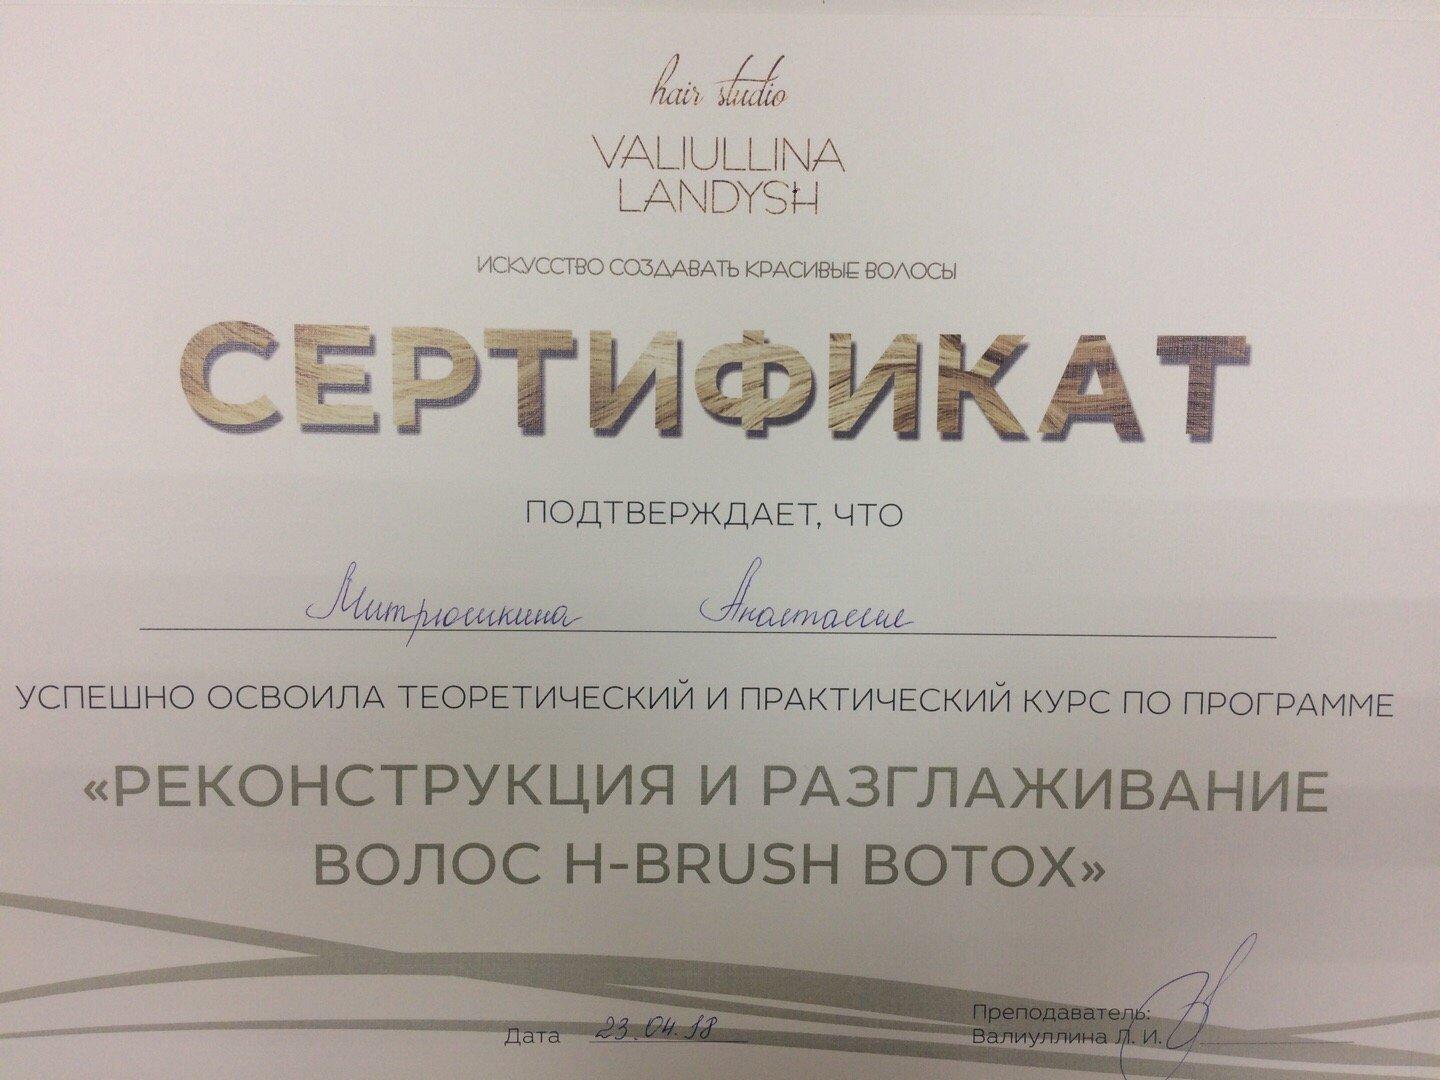 hair studio
VALIULLINA
LANDYSH
ИСКУССТВО СОЗДАВАТЬ КРАСИВЫЕ ВОЛОСЫ
СЕРТИФИКАТ
ПОДТВЕРЖДАЕТ, ЧТО
Митрюшкина Анастасия
УСПЕШНО ОСВОИЛА ТЕОРЕТИЧЕСКИЙ И ПРАКТИЧЕСКИЙ КУРС ПО ПРОГРАММЕ
«РЕКОНСТРУКЦИЯ И РАЗГЛАЖИВАНИЕ
ВОЛОС H-BRUSH BOTOX»
Дата 23.04.18
Преподаватель:
Валиуллина Л. И.